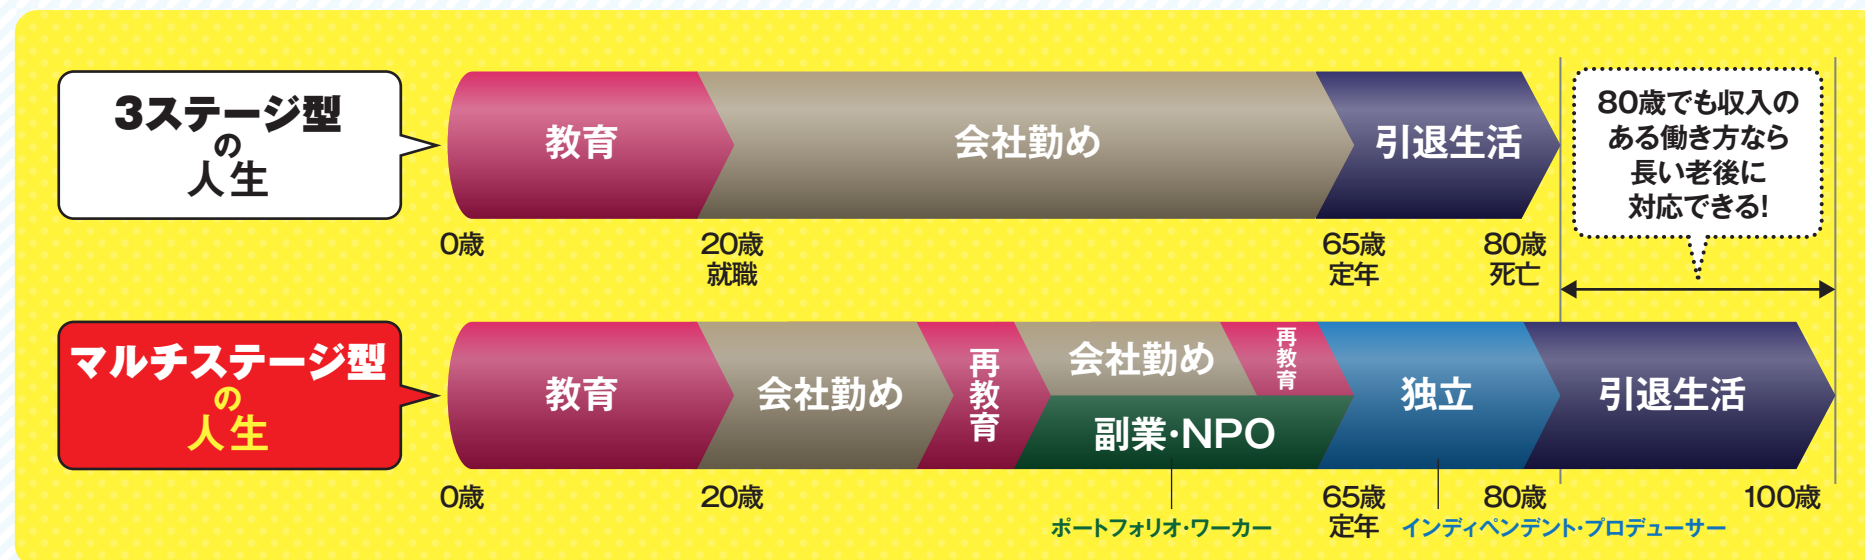 3ステージ型
の
人生
教育
会社勤め
引退生活
0歳
20歳
就職
65歳
定年
80歳
死亡
80歳でも収入の
ある働き方なら
長い老後に
対応できる!
マルチステージ型
の
人生
教育
会社勤め
再教育
会社勤め
再教育
副業・NPO
独立
引退生活
0歳
20歳
65歳
定年
80歳
100歳
ポートフォリオ・ワーカー
インディペンデント・プロデューサー